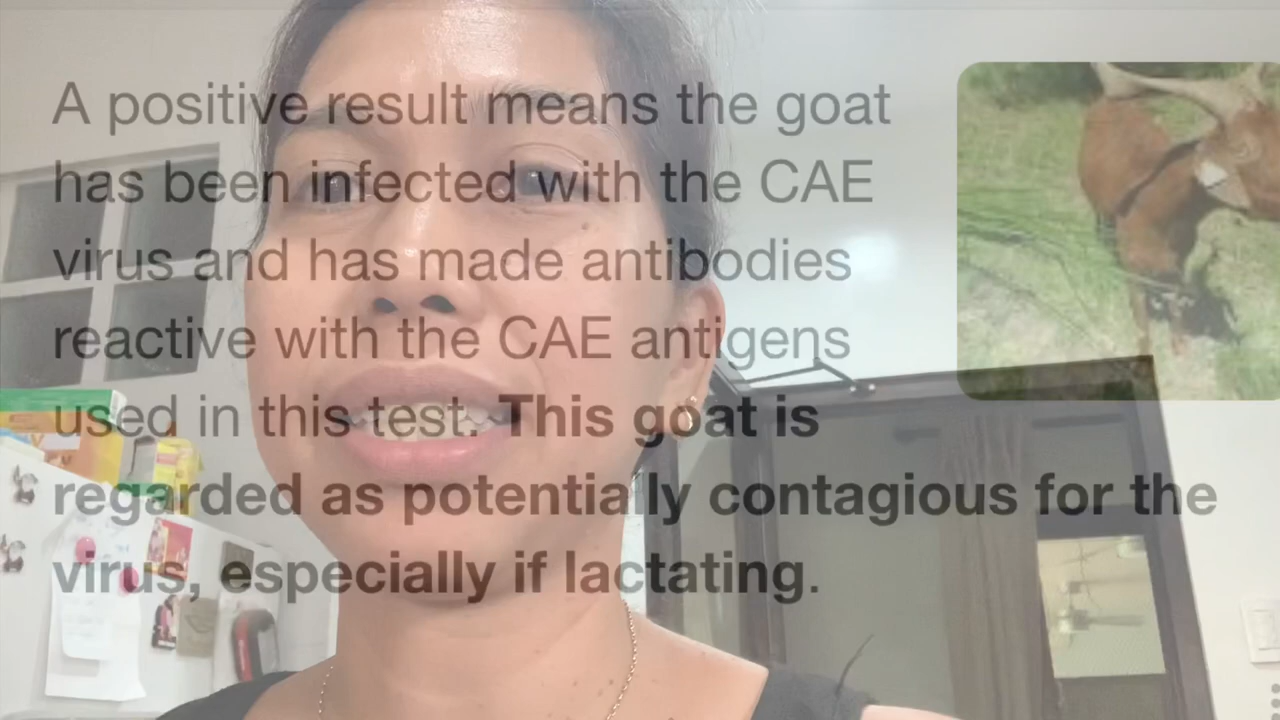 A positive result means the goat
has been infected with the CAE
virus and has made antibodies
reactive with the CAE antigens
used in this test. This goat is
regarded as potentially contagious for the
virus, especially if lactating.